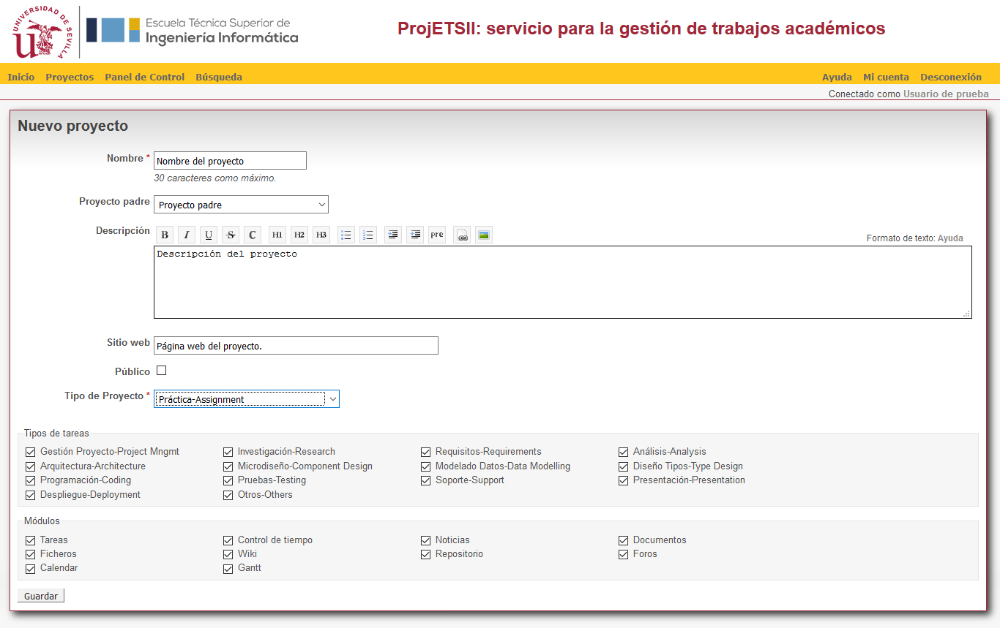 UNIVERSIDAD DE SEVILLA
Escuela Técnica Superior de
Ingeniería Informática
ProjETSII: servicio para la gestión de trabajos académicos
Inicio Proyectos Panel de Control Búsqueda Ayuda Mi cuenta Desconexión
Conectado como Usuario de prueba
Nuevo proyecto
Nombre * Nombre del proyecto
30 caracteres como máximo.
Proyecto padre Proyecto padre
Descripción B I U S C H1 H2 H3 pre Formato de texto: Ayuda
Descripción del proyecto
Sitio web Página web del proyecto.
Público
Tipo de Proyecto * Práctica-Assignment
Tipos de tareas
Gestión Proyecto-Project Mngmt Investigación-Research Requisitos-Requirements Análisis-Analysis
Arquitectura-Architecture Microdiseño-Component Design Modelado Datos-Data Modelling Diseño Tipos-Type Design
Programación-Coding Pruebas-Testing Soporte-Support Presentación-Presentation
Despliegue-Deployment Otros-Others
Módulos
Tareas Control de tiempo Noticias Documentos
Ficheros Wiki Repositorio Foros
Calendar Gantt
Guardar